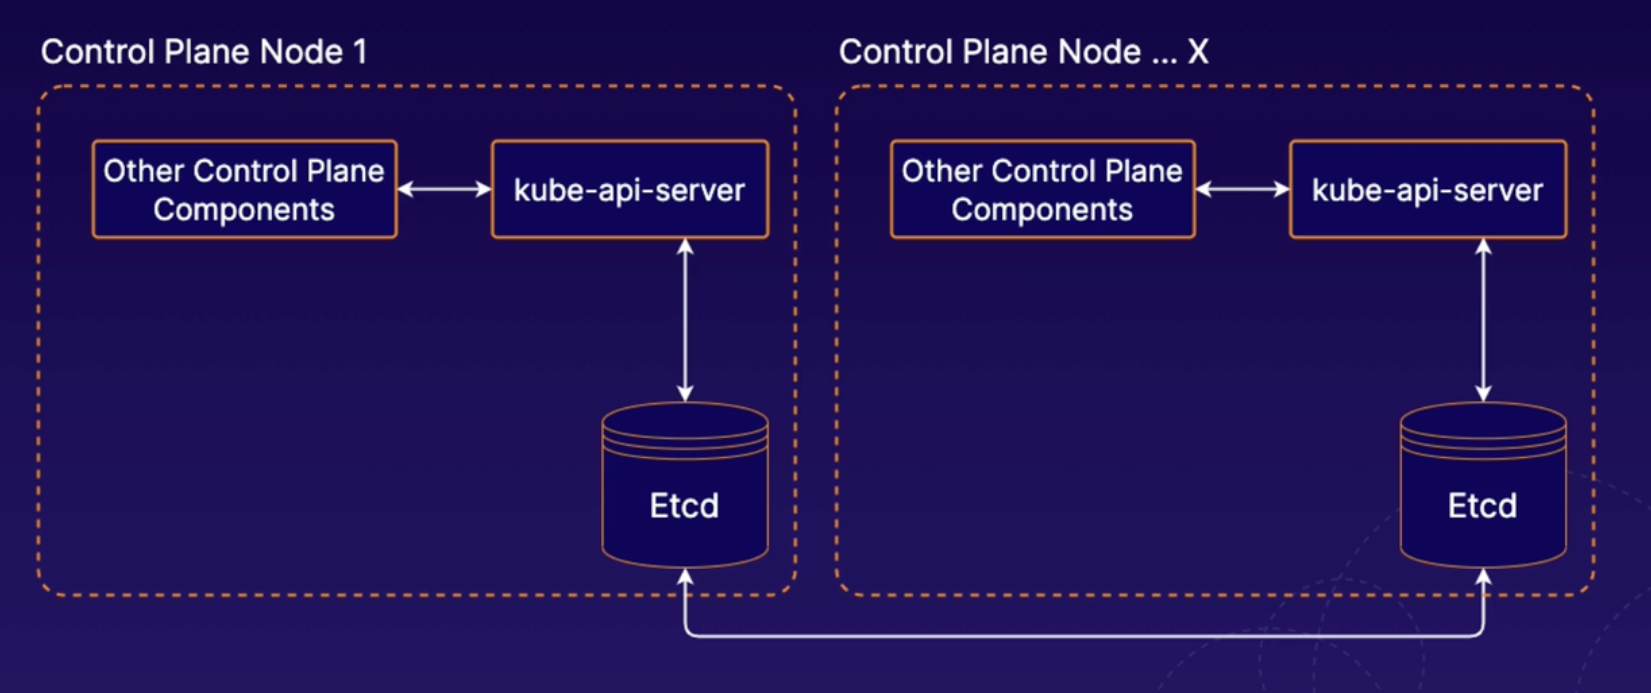 Control Plane Node 1
Other Control Plane
Components
kube-api-server
Etcd
Control Plane Node ... X
Other Control Plane
Components
kube-api-server
Etcd